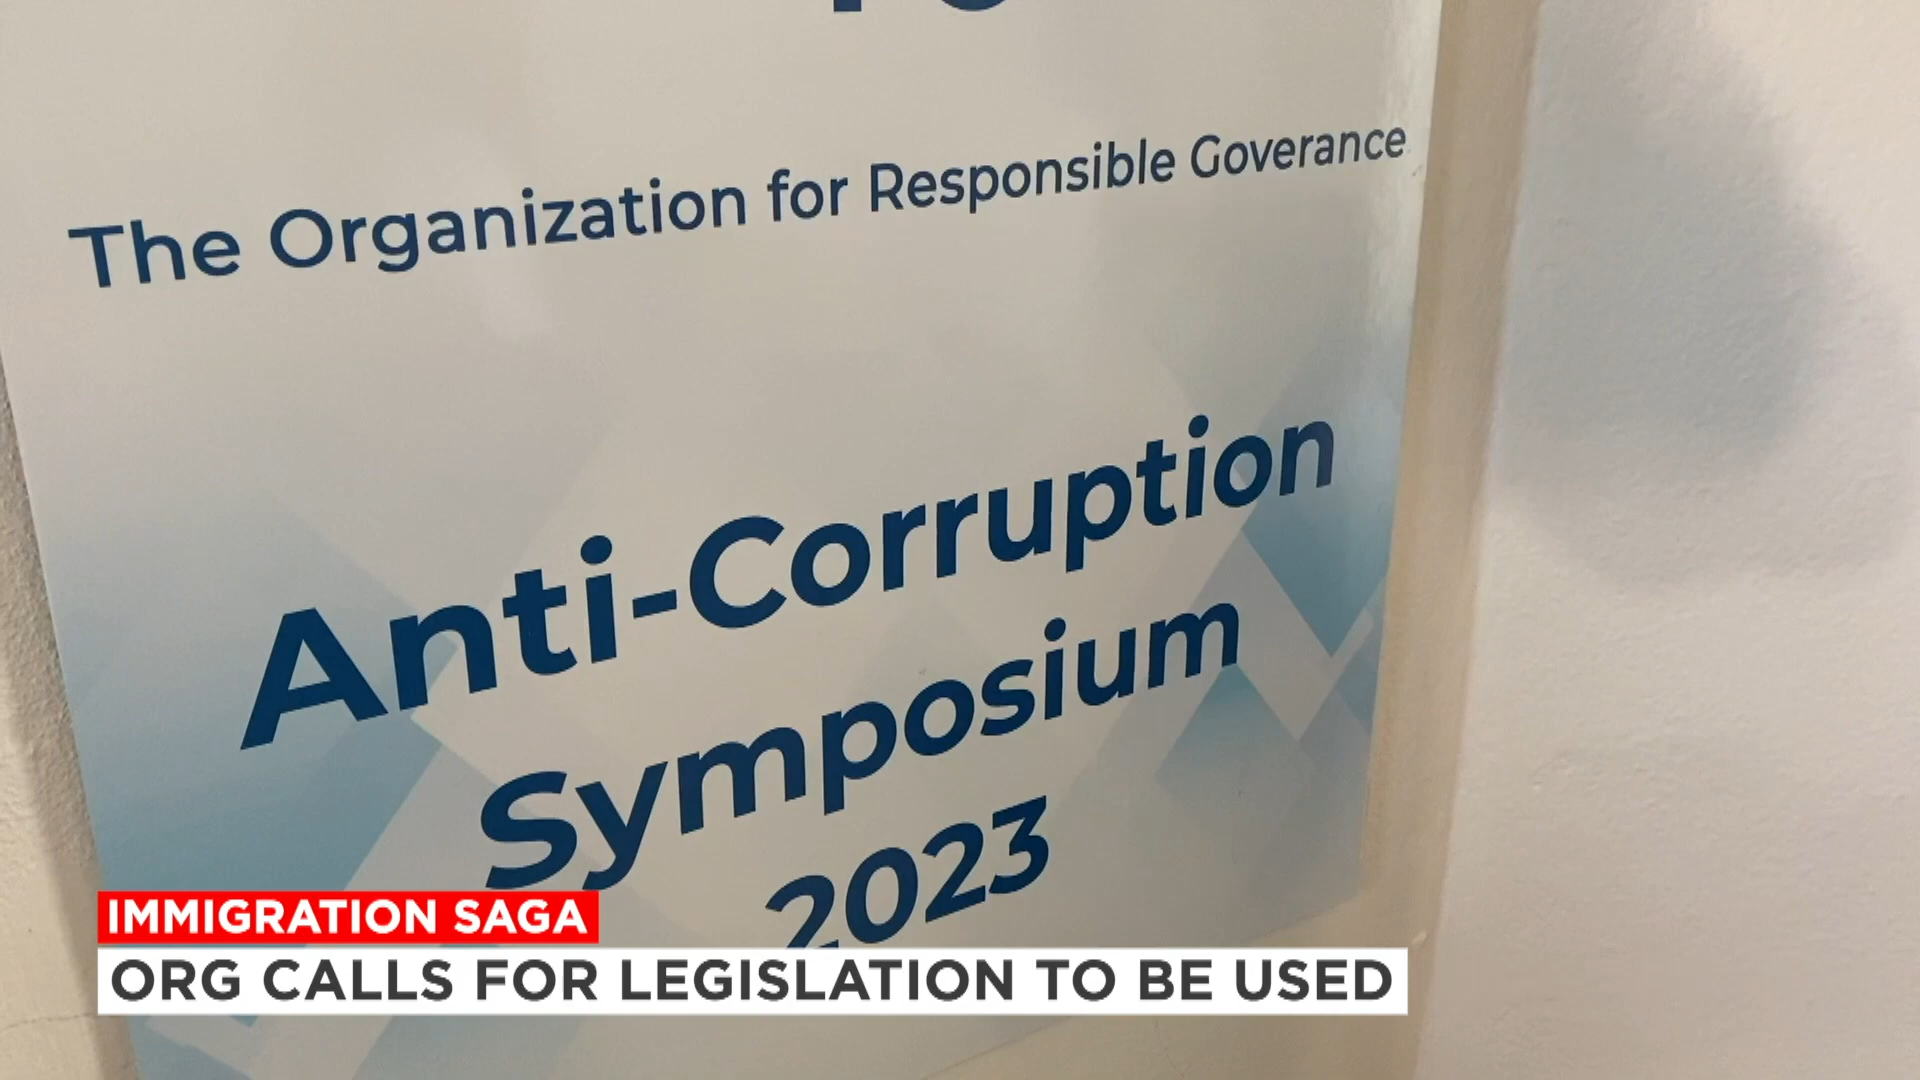 The Organization for Responsible Goverance
Anti-Corruption
Symposium
2023
IMMIGRATION SAGA
ORG CALLS FOR LEGISLATION TO BE USED